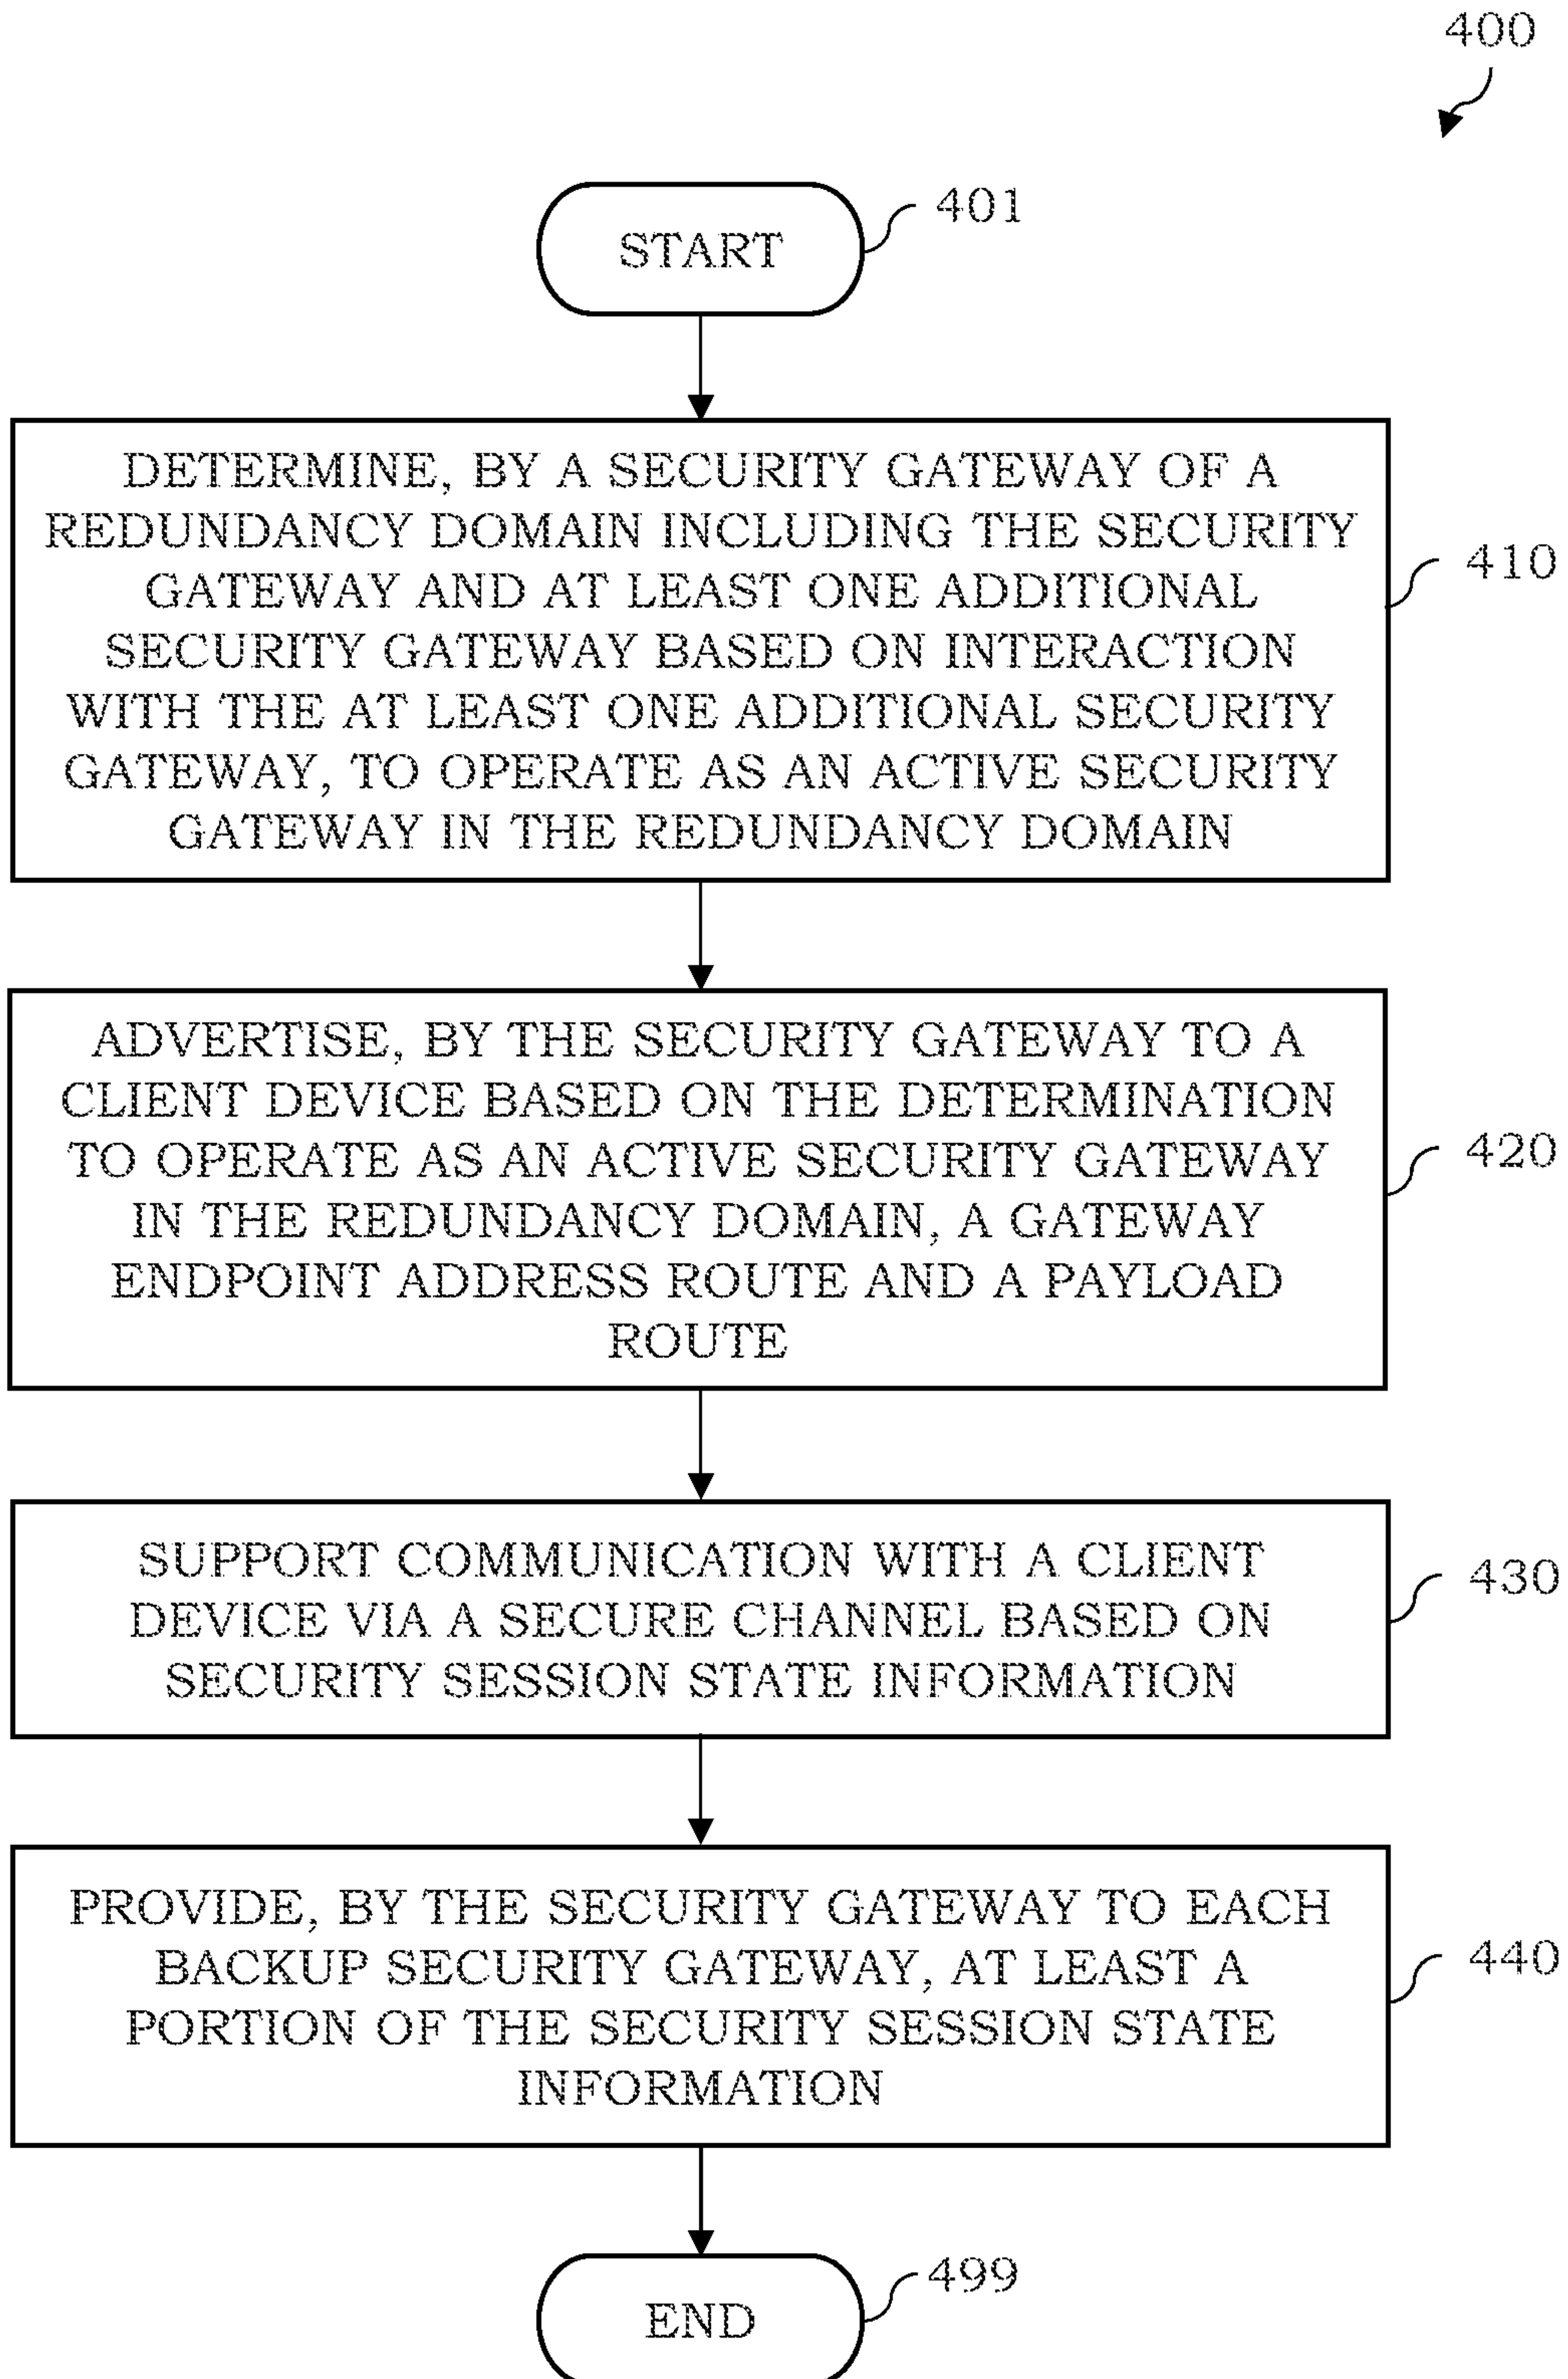 400
START
401
DETERMINE, BY A SECURITY GATEWAY OF A
REDUNDANCY DOMAIN INCLUDING THE SECURITY
GATEWAY AND AT LEAST ONE ADDITIONAL
SECURITY GATEWAY BASED ON INTERACTION
WITH THE AT LEAST ONE ADDITIONAL SECURITY
GATEWAY, TO OPERATE AS AN ACTIVE SECURITY
GATEWAY IN THE REDUNDANCY DOMAIN
410
ADVERTISE, BY THE SECURITY GATEWAY TO A
CLIENT DEVICE BASED ON THE DETERMINATION
TO OPERATE AS AN ACTIVE SECURITY GATEWAY
IN THE REDUNDANCY DOMAIN, A GATEWAY
ENDPOINT ADDRESS ROUTE AND A PAYLOAD
ROUTE
420
SUPPORT COMMUNICATION WITH A CLIENT
DEVICE VIA A SECURE CHANNEL BASED ON
SECURITY SESSION STATE INFORMATION
430
PROVIDE, BY THE SECURITY GATEWAY TO EACH
BACKUP SECURITY GATEWAY, AT LEAST A
PORTION OF THE SECURITY SESSION STATE
INFORMATION
440
END
499